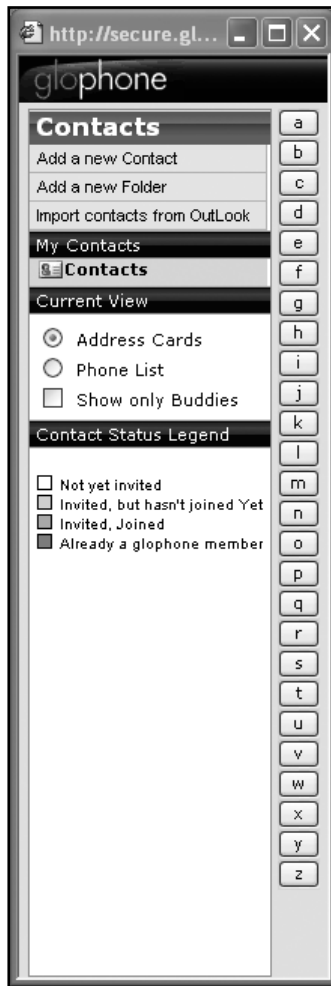 http://secure.gl...
glophone
Contacts
Add a new Contact
Add a new Folder
Import contacts from OutLook
My Contacts
Contacts
Current View
Address Cards
Phone List
Show only Buddies
Contact Status Legend
Not yet invited
Invited, but hasn't joined Yet
Invited, Joined
Already a glophone member
a
b
c
d
e
f
g
h
i
j
k
l
m
n
o
p
q
r
s
t
u
v
w
x
y
z